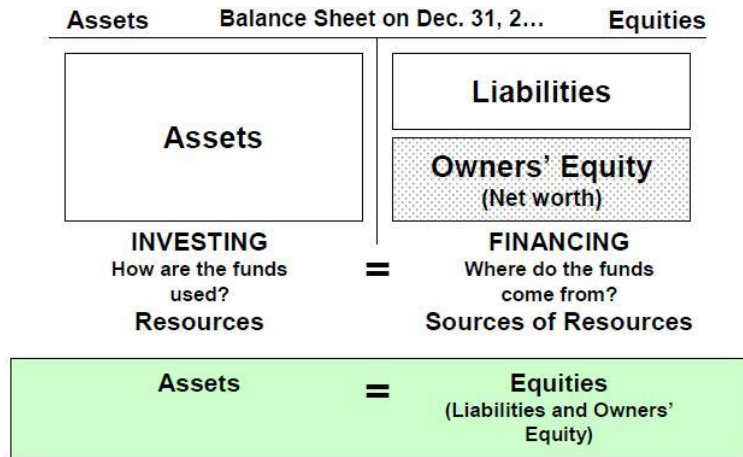 Assets Balance Sheet on Dec. 31, 2... Equities
Assets
Liabilities
Owners' Equity
(Net worth)
INVESTING
How are the funds
used?
Resources
=
FINANCING
Where do the funds
come from?
Sources of Resources
Assets = Equities
(Liabilities and Owners'
Equity)